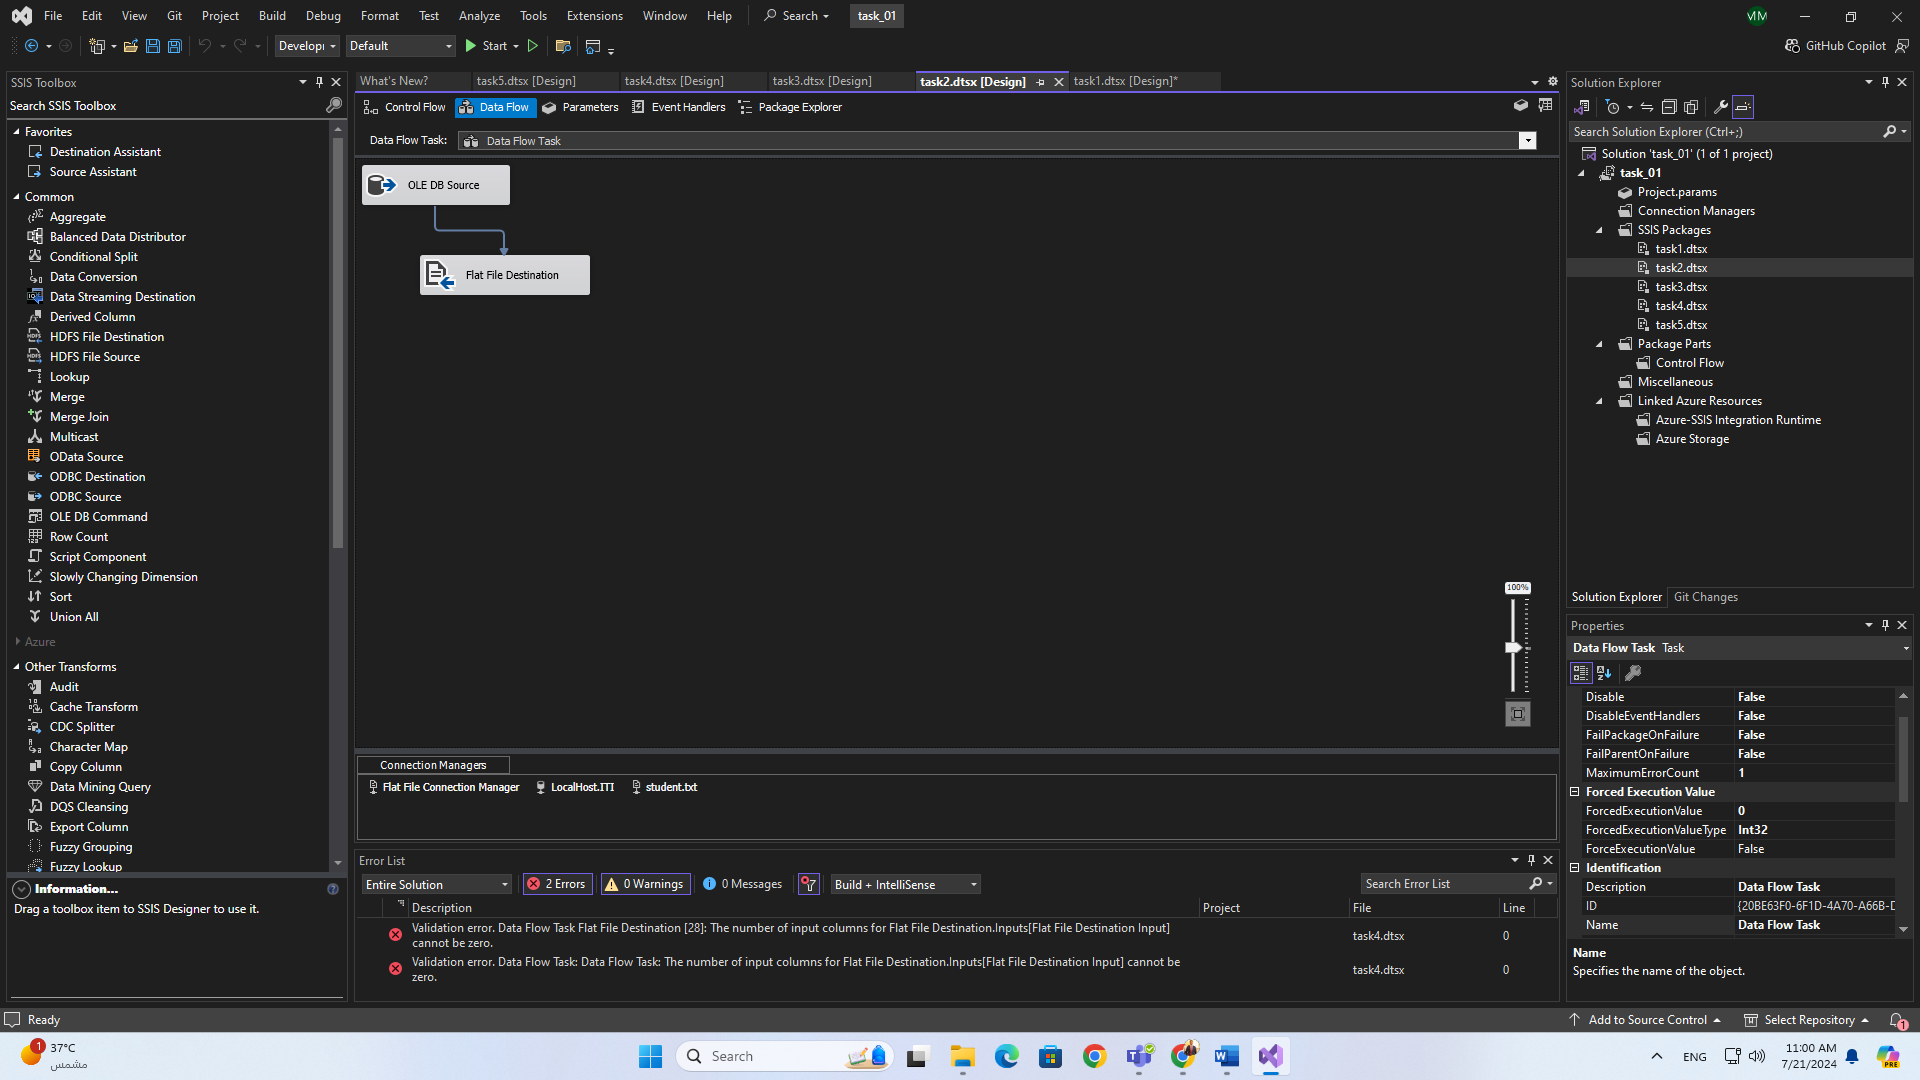 File Edit View Git Project Build Debug Format Test Analyze Tools Extensions Window Help Search task_01 MM
Developi Default Start GitHub Copilot
SSIS Toolbox
Search SSIS Toolbox
Favorites
Destination Assistant
Source Assistant
Common
Aggregate
Balanced Data Distributor
Conditional Split
Data Conversion
Data Streaming Destination
Derived Column
HDFS File Destination
HDFS File Source
Lookup
Merge
Merge Join
Multicast
OData Source
ODBC Destination
ODBC Source
OLE DB Command
Row Count
Script Component
Slowly Changing Dimension
Sort
Union All
Azure
Other Transforms
Audit
Cache Transform
CDC Splitter
Character Map
Copy Column
Data Mining Query
DQS Cleansing
Export Column
Fuzzy Grouping
Fuzzy Lookup
Information...
Drag a toolbox item to SSIS Designer to use it.
What's New? task5.dtsx [Design] task4.dtsx [Design] task3.dtsx [Design] task2.dtsx [Design] task1.dtsx [Design]*
Control Flow Data Flow Parameters Event Handlers Package Explorer
Data Flow Task: Data Flow Task
OLE DB Source
Flat File Destination
100%
Connection Managers
Flat File Connection Manager LocalHost.ITI student.txt
Error List
Entire Solution 2 Errors 0 Warnings 0 Messages Build + IntelliSense Search Error List
Description Project File Line
Validation error. Data Flow Task Flat File Destination [28]: The number of input columns for Flat File Destination.Inputs[Flat File Destination Input]
cannot be zero. task4.dtsx 0
Validation error. Data Flow Task: Data Flow Task: The number of input columns for Flat File Destination.Inputs[Flat File Destination Input] cannot be
zero. task4.dtsx 0
Solution Explorer
Search Solution Explorer (Ctrl+;)
Solution 'task_01' (1 of 1 project)
task_01
Project.params
Connection Managers
SSIS Packages
task1.dtsx
task2.dtsx
task3.dtsx
task4.dtsx
task5.dtsx
Package Parts
Control Flow
Miscellaneous
Linked Azure Resources
Azure-SSIS Integration Runtime
Azure Storage
Solution Explorer Git Changes
Properties
Data Flow Task Task
Disable False
DisableEventHandlers False
FailPackageOnFailure False
FailParentOnFailure False
MaximumErrorCount 1
Forced Execution Value
ForcedExecutionValue 0
ForcedExecutionValueType Int32
ForceExecutionValue False
Identification
Description Data Flow Task
ID {20BE63F0-6F1D-4A70-A66B-D
Name Data Flow Task
Name
Specifies the name of the object.
Ready Add to Source Control Select Repository 1
1 37°C
مشمس
Search
ENG
11:00 AM
7/21/2024
PRE